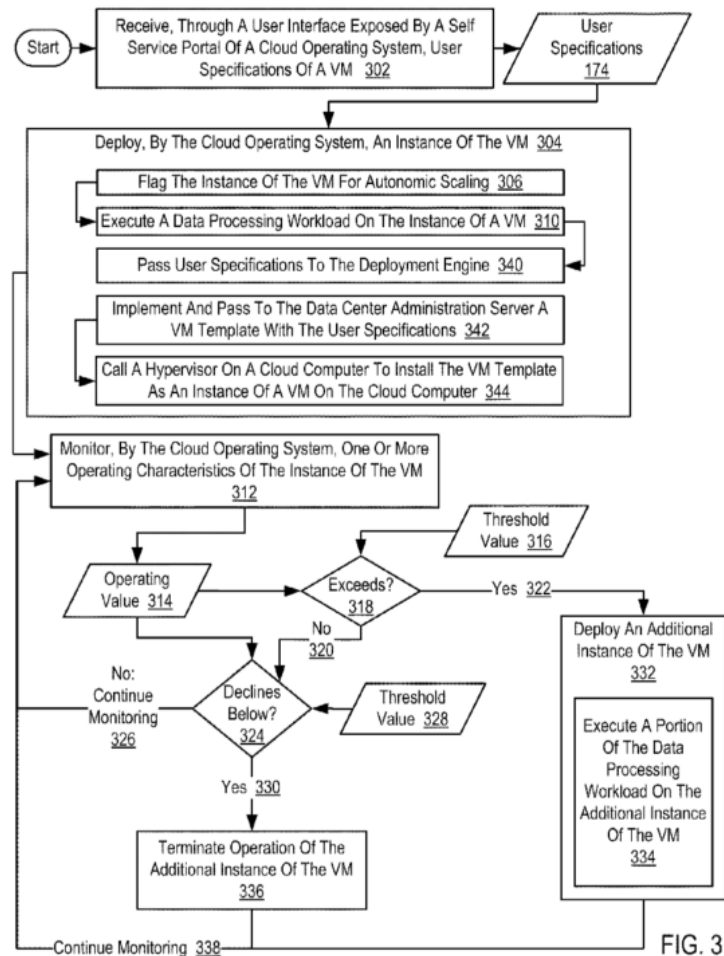 Start
Receive, Through A User Interface Exposed By A Self
Service Portal Of A Cloud Operating System, User
Specifications Of A VM 302
User
Specifications
174
Deploy, By The Cloud Operating System, An Instance Of The VM 304
Flag The Instance Of The VM For Autonomic Scaling 306
Execute A Data Processing Workload On The Instance Of A VM 310
Pass User Specifications To The Deployment Engine 340
Implement And Pass To The Data Center Administration Server A
VM Template With The User Specifications 342
Call A Hypervisor On A Cloud Computer To Install The VM Template
As An Instance Of A VM On The Cloud Computer 344
Monitor, By The Cloud Operating System, One Or More
Operating Characteristics Of The Instance Of The VM
312
Threshold
Value 316
Operating
Value 314
Exceeds?
318
Yes 322
No
320
Deploy An Additional
Instance Of The VM
332
No:
Continue
Monitoring
326
Declines
Below?
324
Threshold
Value 328
Execute A Portion
Of The Data
Processing
Workload On The
Additional Instance
Of The VM
334
Yes 330
Terminate Operation Of The
Additional Instance Of The VM
336
Continue Monitoring 338
FIG. 3